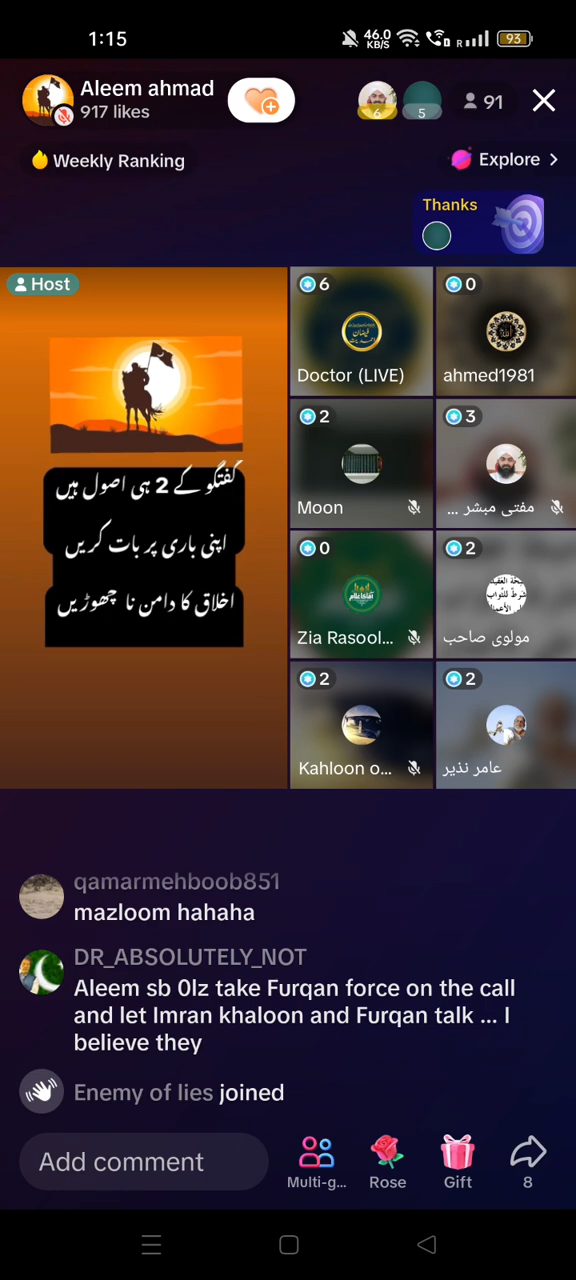 1:15
46.0
KB/S
R
93
Aleem ahmad
917 likes
6
5
91
Weekly Ranking
Explore
Thanks
Host
گفتگو کے 2 ہی اصول ہیں
اپنی باری پر بات کریں
اخلاق کا دامن نا چھوڑیں
6
فیضان
Doctor (LIVE)
0
ahmed1981
2
Moon
3
مفتی مبشر ...
0
Zia Rasool...
2
مولوی صاحب
2
Kahloon o...
2
عامر نذیر
qamarmehboob851
mazloom hahaha
DR_ABSOLUTELY_NOT
Aleem sb 0lz take Furqan force on the call
and let Imran khaloon and Furqan talk ... I
believe they
Enemy of lies joined
Add comment
Multi-g...
Rose
Gift
8